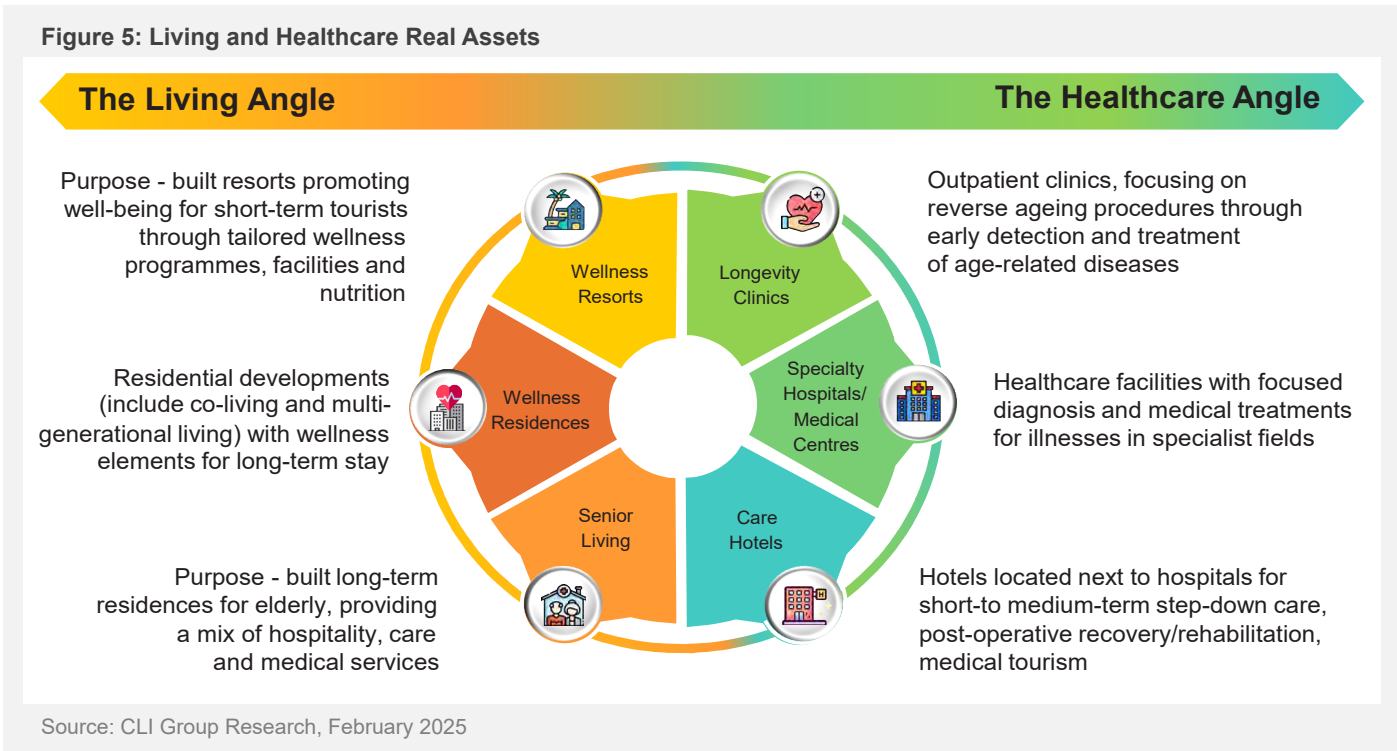 Figure 5: Living and Healthcare Real Assets
The Living Angle
The Healthcare Angle
Purpose - built resorts promoting
well-being for short-term tourists
through tailored wellness
programmes, facilities and
nutrition
Wellness
Resorts
Longevity
Clinics
Outpatient clinics, focusing on
reverse ageing procedures through
early detection and treatment
of age-related diseases
Residential developments
(include co-living and multi-
generational living) with wellness
elements for long-term stay
Wellness
Residences
Specialty
Hospitals/
Medical
Centres
Healthcare facilities with focused
diagnosis and medical treatments
for illnesses in specialist fields
Purpose - built long-term
residences for elderly, providing
a mix of hospitality, care
and medical services
Senior
Living
Care
Hotels
H
Hotels located next to hospitals for
short-to medium-term step-down care,
post-operative recovery/rehabilitation,
medical tourism
Source: CLI Group Research, February 2025